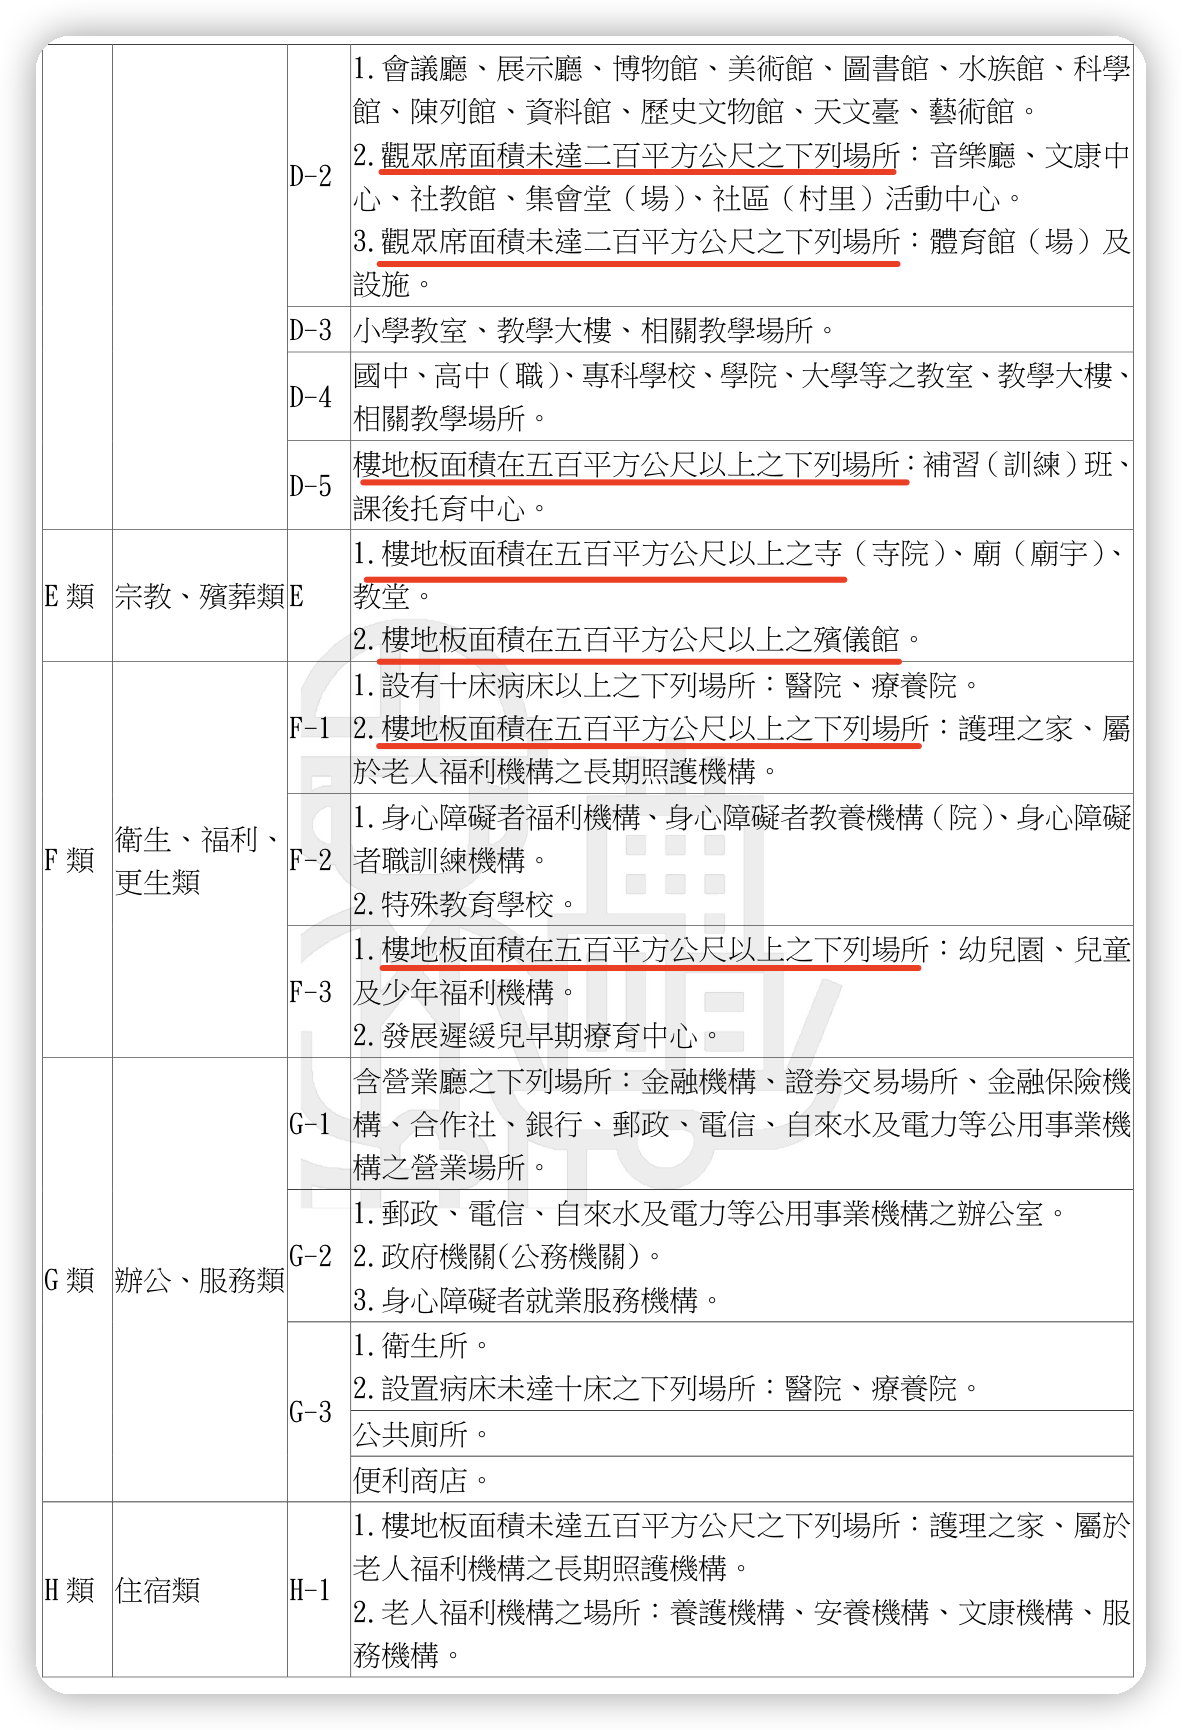 1.會議廳、展示廳、博物館、美術館、圖書館、水族館、科學
館、陳列館、資料館、歷史文物館、天文臺、藝術館。
D-2
2.觀眾席面積未達二百平方公尺之下列場所：音樂廳、文康中
心、社教館、集會堂（場）、社區（村里）活動中心。
3.觀眾席面積未達二百平方公尺之下列場所：體育館（場）及
設施。
D-3 小學教室、教學大樓、相關教學場所。
D-4
國中、高中（職）、專科學校、學院、大學等之教室、教學大樓、
相關教學場所。
D-5
樓地板面積在五百平方公尺以上之下列場所：補習（訓練）班、
課後托育中心。
E 類 宗教、殯葬類 E
1.樓地板面積在五百平方公尺以上之寺（寺院）、廟（廟宇）、
教堂。
2.樓地板面積在五百平方公尺以上之殯儀館。
F 類
衛生、福利、
更生類
F-1
1.設有十床病床以上之下列場所：醫院、療養院。
2.樓地板面積在五百平方公尺以上之下列場所：護理之家、屬
於老人福利機構之長期照護機構。
F-2
1.身心障礙者福利機構、身心障礙者教養機構（院）、身心障礙
者職訓練機構。
2.特殊教育學校。
F-3
1.樓地板面積在五百平方公尺以上之下列場所：幼兒園、兒童
及少年福利機構。
2.發展遲緩兒早期療育中心。
G 類 辦公、服務類
G-1
含營業廳之下列場所：金融機構、證券交易場所、金融保險機
構、合作社、銀行、郵政、電信、自來水及電力等公用事業機
構之營業場所。
G-2
1.郵政、電信、自來水及電力等公用事業機構之辦公室。
2.政府機關(公務機關)。
3.身心障礙者就業服務機構。
G-3
1.衛生所。
2.設置病床未達十床之下列場所：醫院、療養院。
公共廁所。
便利商店。
H 類 住宿類 H-1
1.樓地板面積未達五百平方公尺之下列場所：護理之家、屬於
老人福利機構之長期照護機構。
2.老人福利機構之場所：養護機構、安養機構、文康機構、服
務機構。